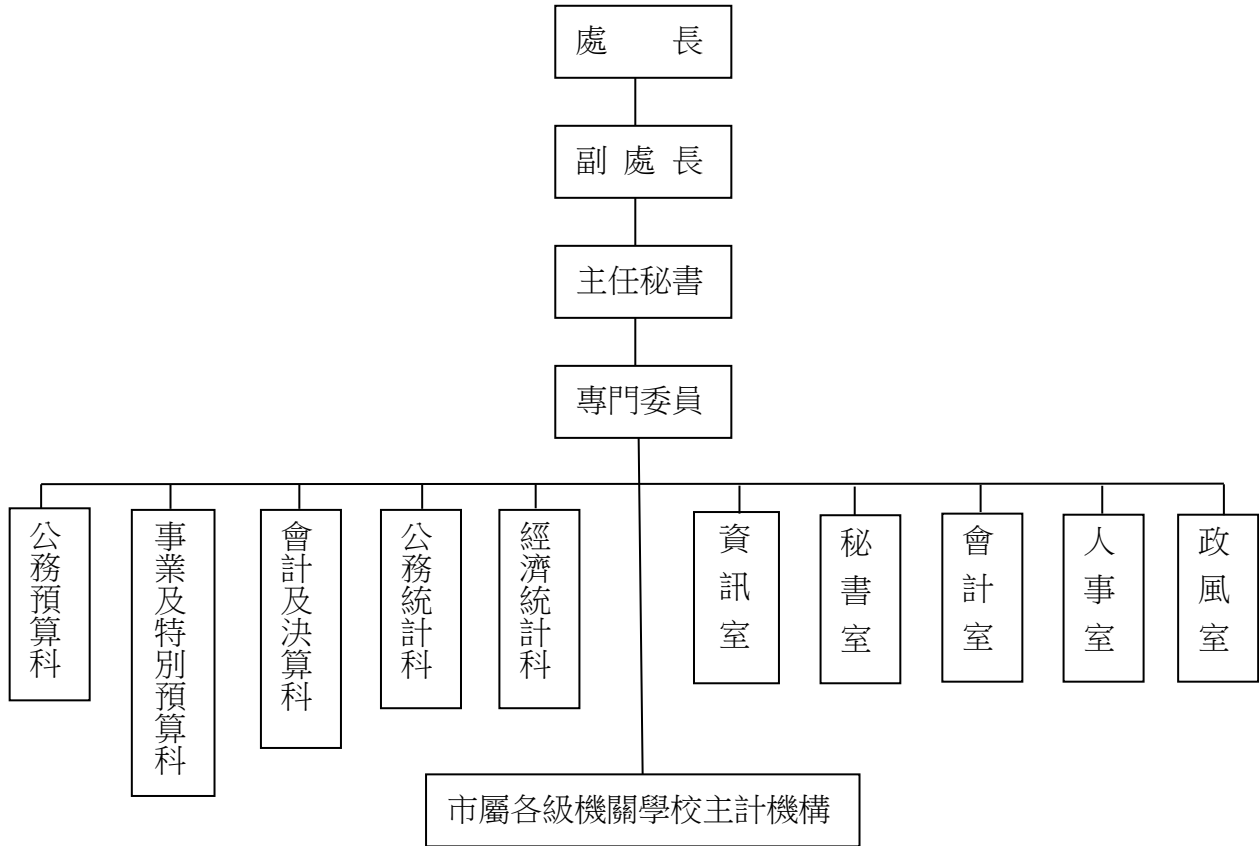 處　　長
副 處 長
主任秘書
專門委員
公務預算科
事業及特別預算科
會計及決算科
公務統計科
經濟統計科
資訊室
秘書室
會計室
人事室
政風室
市屬各級機關學校主計機構